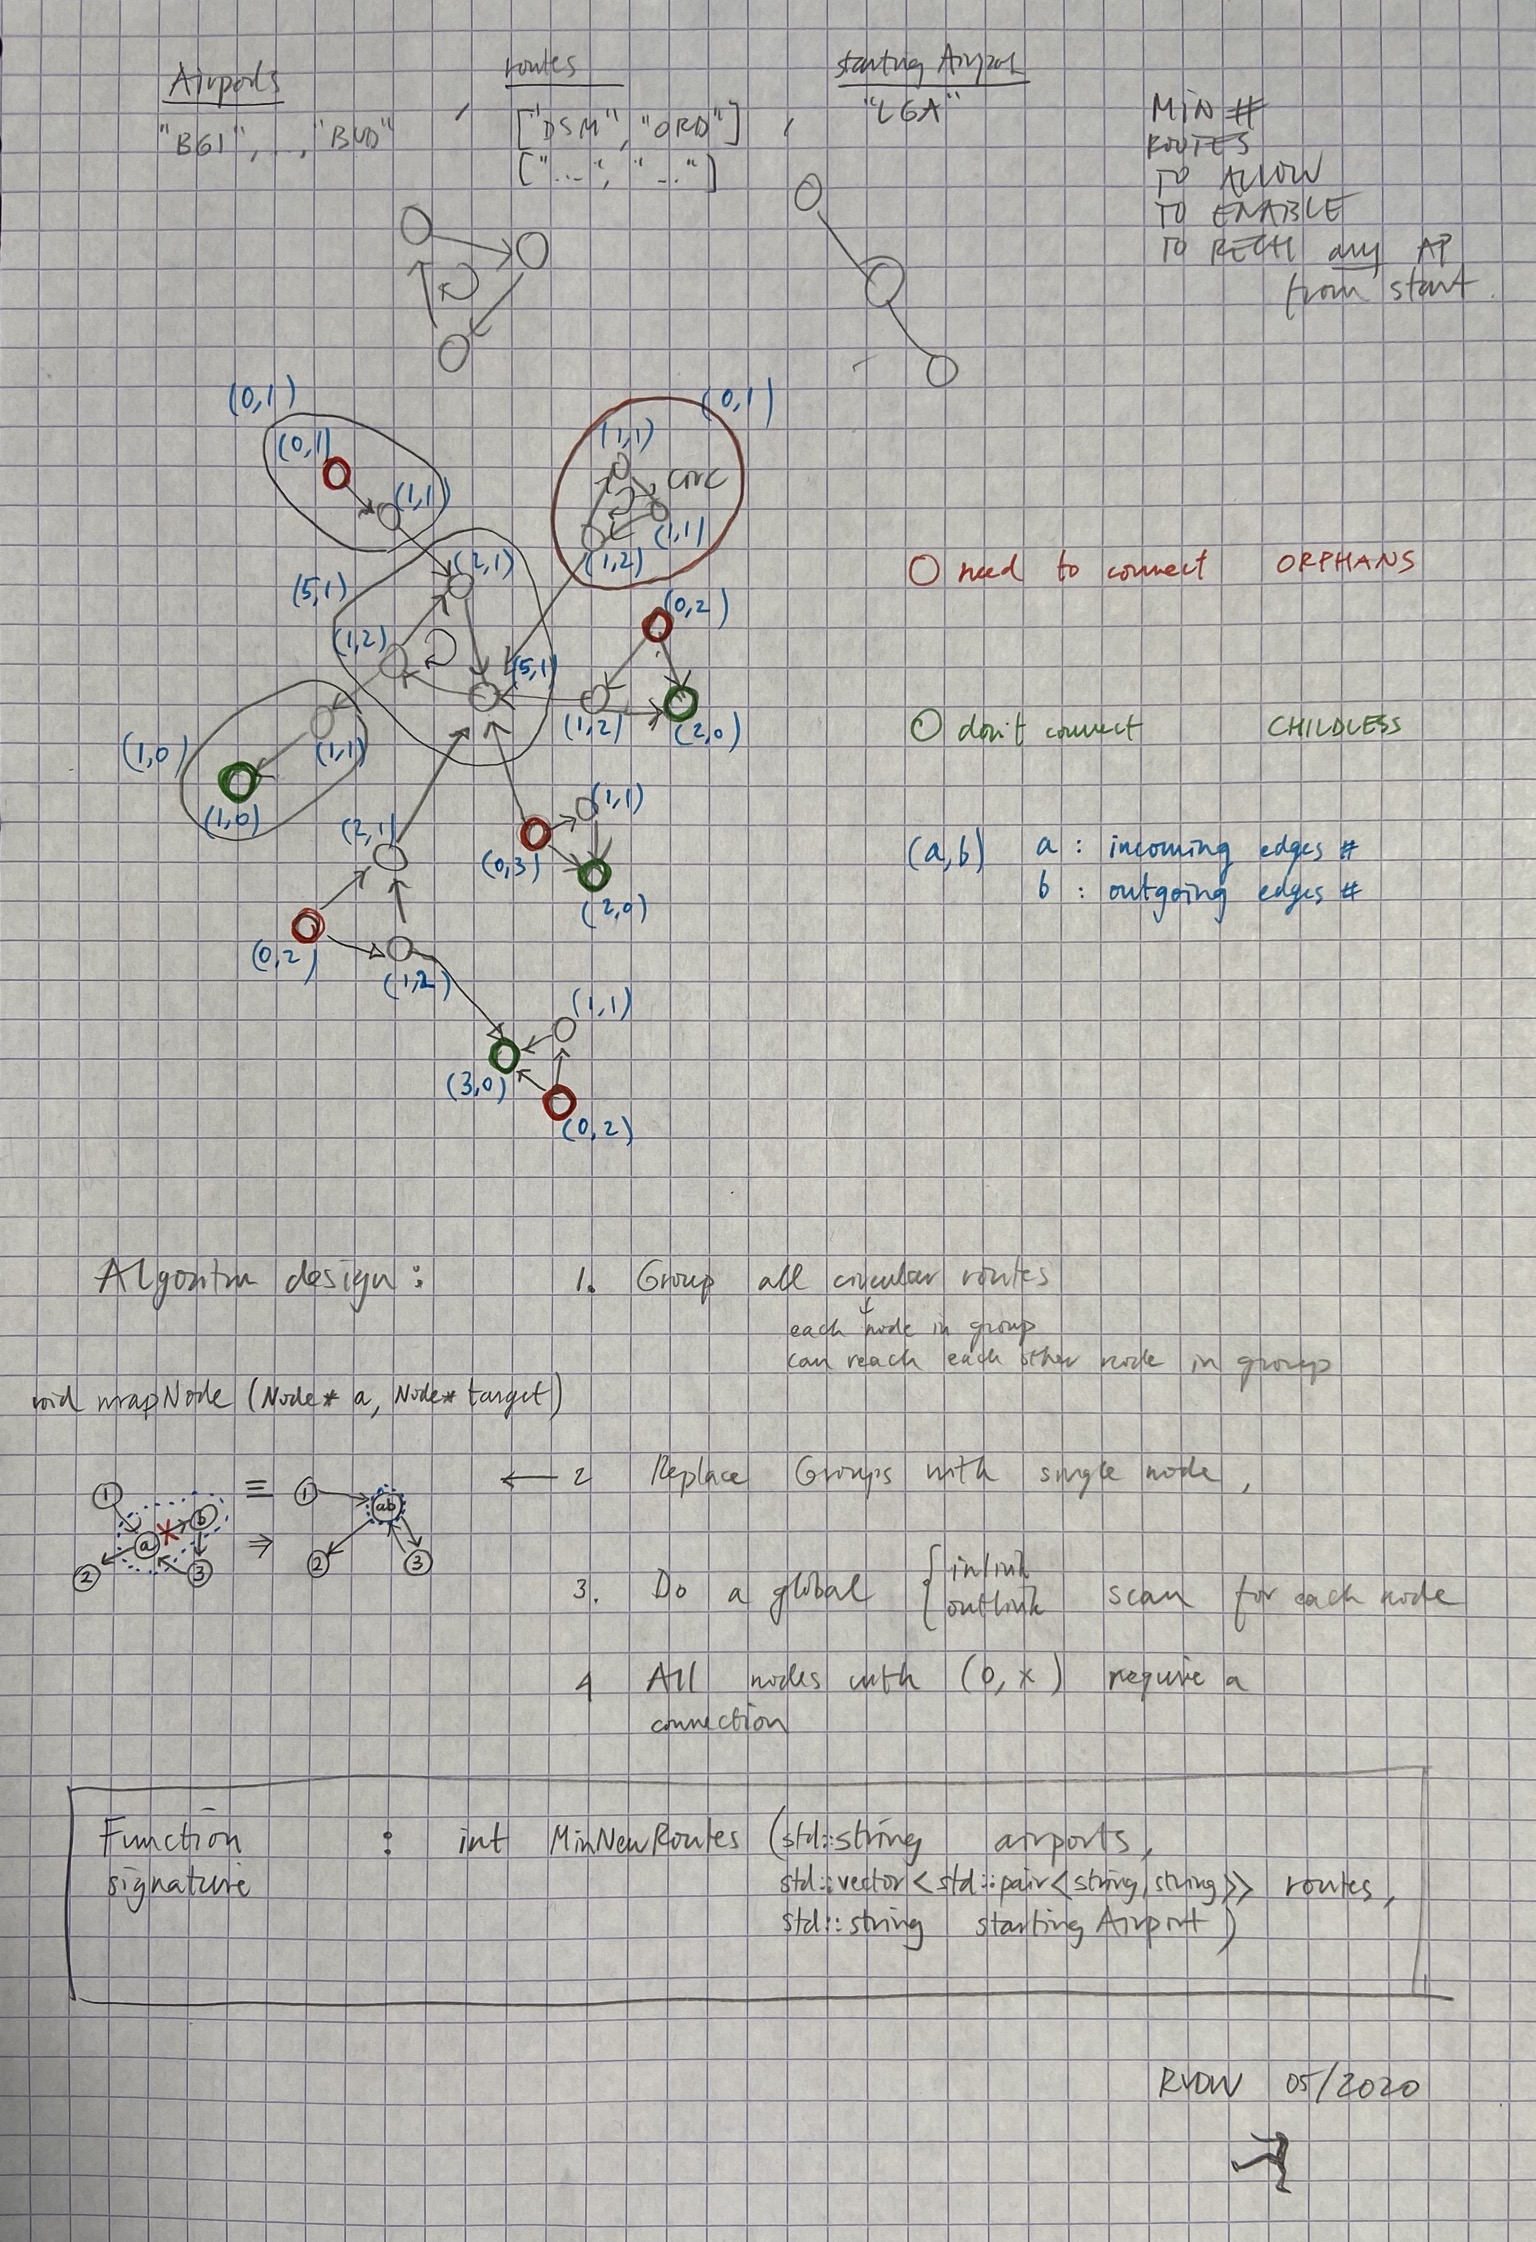 Airports
routes
starting Airport
"BGI", .., "BUD"
, ["DSM", "ORD"] ,
["...", "..."]
"LGA"
MIN #
ROUTES
TO ALLOW
TO ENABLE
TO RECH any AP
from start.
(0,1)
(0,1)
(0,1)
(1,1)
(1,1)
circ
(1,1)
(1,2)
(2,1)
(5,1)
(1,2)
(5,1)
(0,2)
(1,2)
(2,0)
(1,0)
(1,1)
(1,0)
(2,1)
(1,1)
(0,3)
(2,0)
(0,2)
(1,2)
(1,1)
(3,0)
(0,2)
need to connect ORPHANS
don't connect CHILDLESS
(a,b) a : incoming edges #
b : outgoing edges #
Algoritm design :
1. Group all circular routes
each node in group
can reach each other node in group
void wrapNode (Node* a, Node* target)
1 a b 2 3 ≡ ⇒ 1 ab 2 3
← 2 Replace Groups with single node,
3. Do a global { inlink
outlink scan for each node
4 All nodes with (0,x) require a
connection
Function : int MinNewRoutes (std::string airports,
signature std::vector<std::pair<string,string>> routes,
std::string starting Airport)
RVDW 05/2020